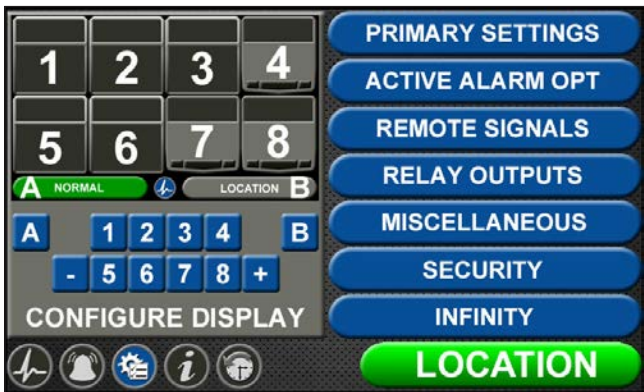 1 2 3 4
5 6 7 8
A NORMAL LOCATION B
A 1 2 3 4 B
- 5 6 7 8 +
CONFIGURE DISPLAY
i
PRIMARY SETTINGS
ACTIVE ALARM OPT
REMOTE SIGNALS
RELAY OUTPUTS
MISCELLANEOUS
SECURITY
INFINITY
LOCATION